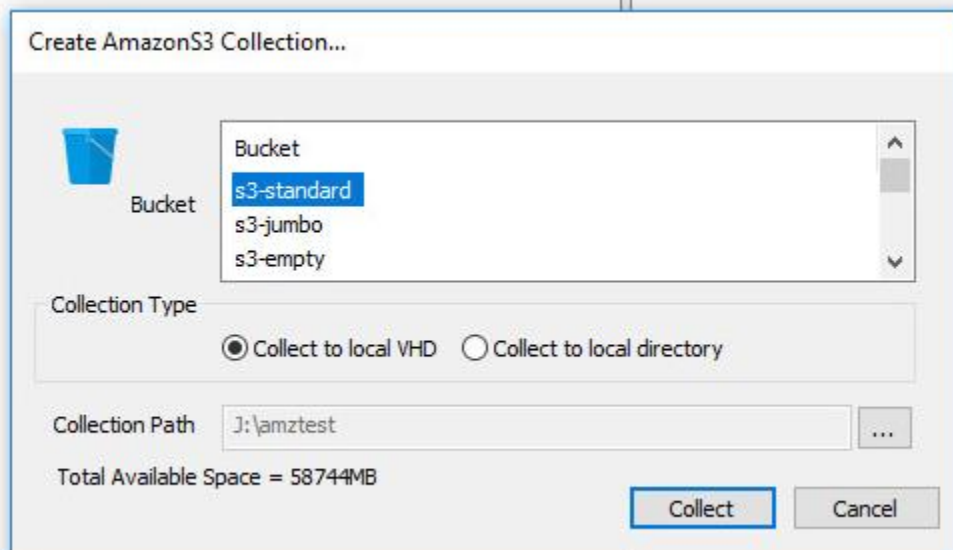 Create AmazonS3 Collection...
Bucket
Bucket
s3-standard
s3-jumbo
s3-empty
Collection Type
Collect to local VHD Collect to local directory
Collection Path J:\amztest ...
Total Available Space = 58744MB
Collect Cancel